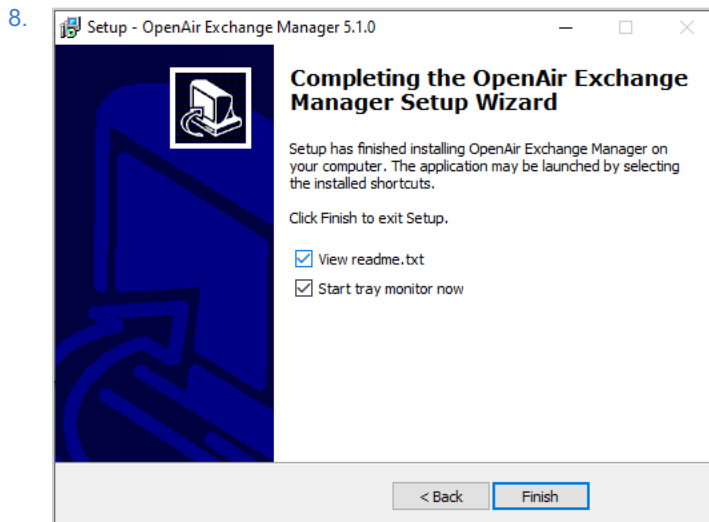 8.
Setup - OpenAir Exchange Manager 5.1.0
Completing the OpenAir Exchange
Manager Setup Wizard
Setup has finished installing OpenAir Exchange Manager on
your computer. The application may be launched by selecting
the installed shortcuts.
Click Finish to exit Setup.
View readme.txt
Start tray monitor now
< Back Finish